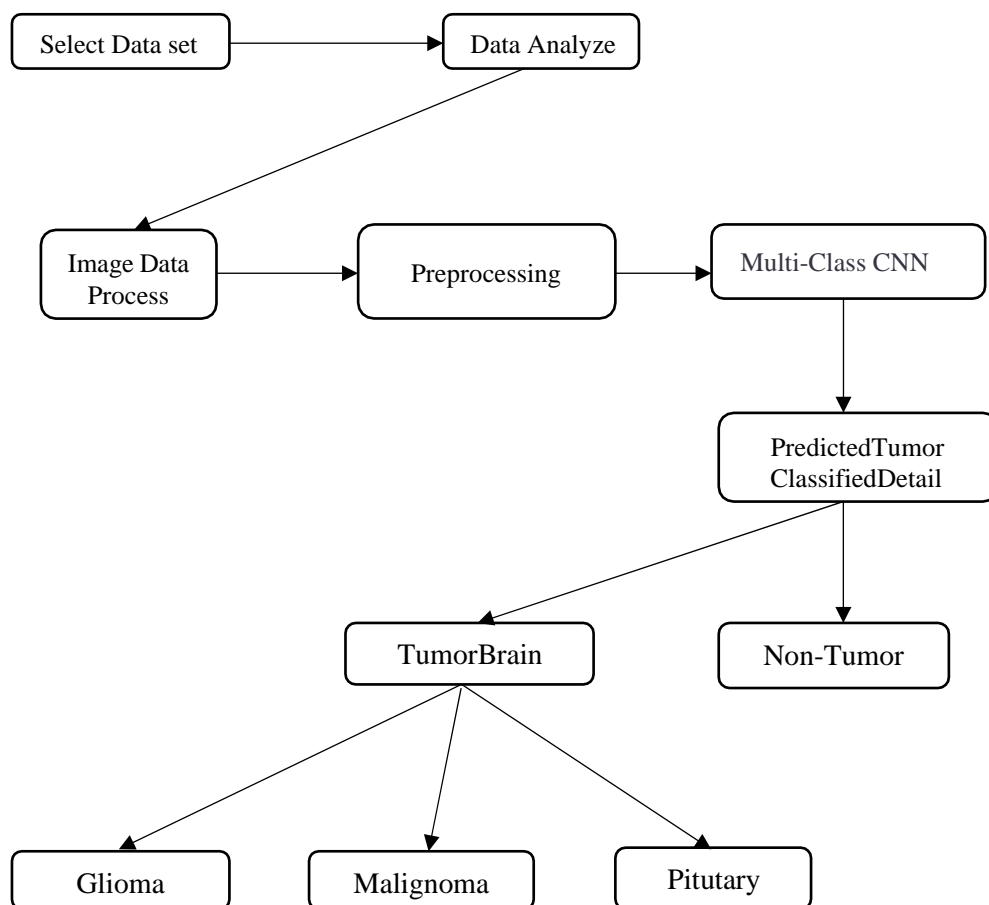 Select Data set
Data Analyze
Image Data
Process
Preprocessing
Multi-Class CNN
PredictedTumor
ClassifiedDetail
TumorBrain
Non-Tumor
Glioma
Malignoma
Pitutary